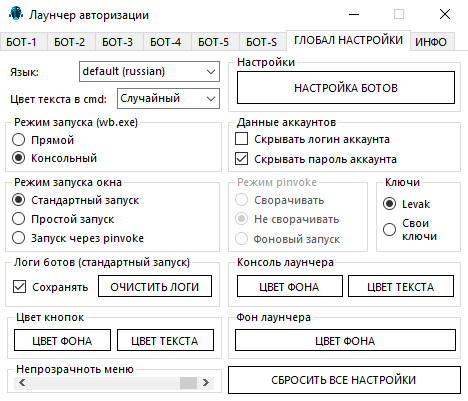 Лаунчер авторизации
БОТ-1 БОТ-2 БОТ-3 БОТ-4 БОТ-5 БОТ-S ГЛОБАЛ НАСТРОЙКИ ИНФО
Язык: default (russian)
Цвет текста в cmd: Случайный
Настройки
НАСТРОЙКА БОТОВ
Режим запуска (wb.exe)
Прямой
Консольный
Данные аккаунтов
Скрывать логин аккаунта
Скрывать пароль аккаунта
Режим запуска окна
Стандартный запуск
Простой запуск
Запуск через pinvoke
Режим pinvoke
Сворачивать
Не сворачивать
Фоновый запуск
Ключи
Levak
Свои
ключи
Логи ботов (стандартный запуск)
Сохранять ОЧИСТИТЬ ЛОГИ
Консоль лаунчера
ЦВЕТ ФОНА ЦВЕТ ТЕКСТА
Цвет кнопок
ЦВЕТ ФОНА ЦВЕТ ТЕКСТА
Фон лаунчера
ЦВЕТ ФОНА
Непрозрачноть меню
СБРОСИТЬ ВСЕ НАСТРОЙКИ